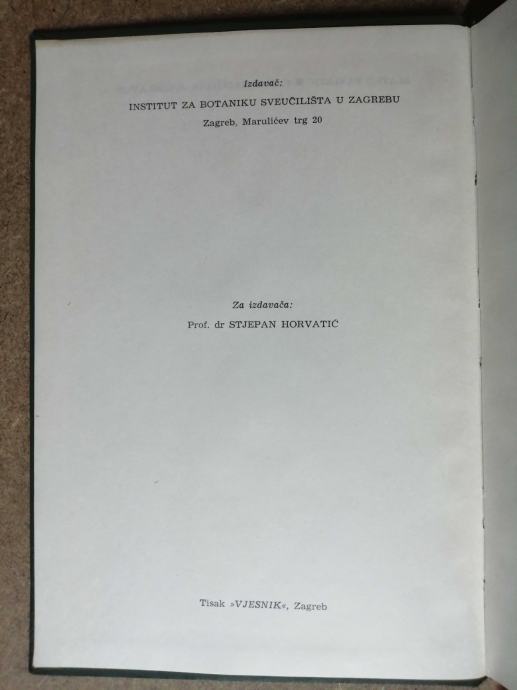 Izdavač:
INSTITUT ZA BOTANIKU SVEUČILIŠTA U ZAGREBU
Zagreb, Marulićev trg 20
Za izdavača:
Prof. dr STJEPAN HORVATIĆ
Tisak »VJESNIK«, Zagreb